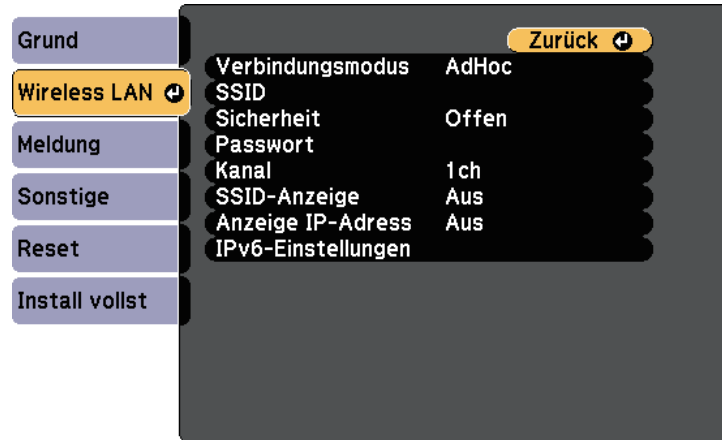 Grund
Wireless LAN
Meldung
Sonstige
Reset
Install vollst
Zurück
Verbindungsmodus AdHoc
SSID
Sicherheit Offen
Passwort
Kanal 1ch
SSID-Anzeige Aus
Anzeige IP-Adress Aus
IPv6-Einstellungen